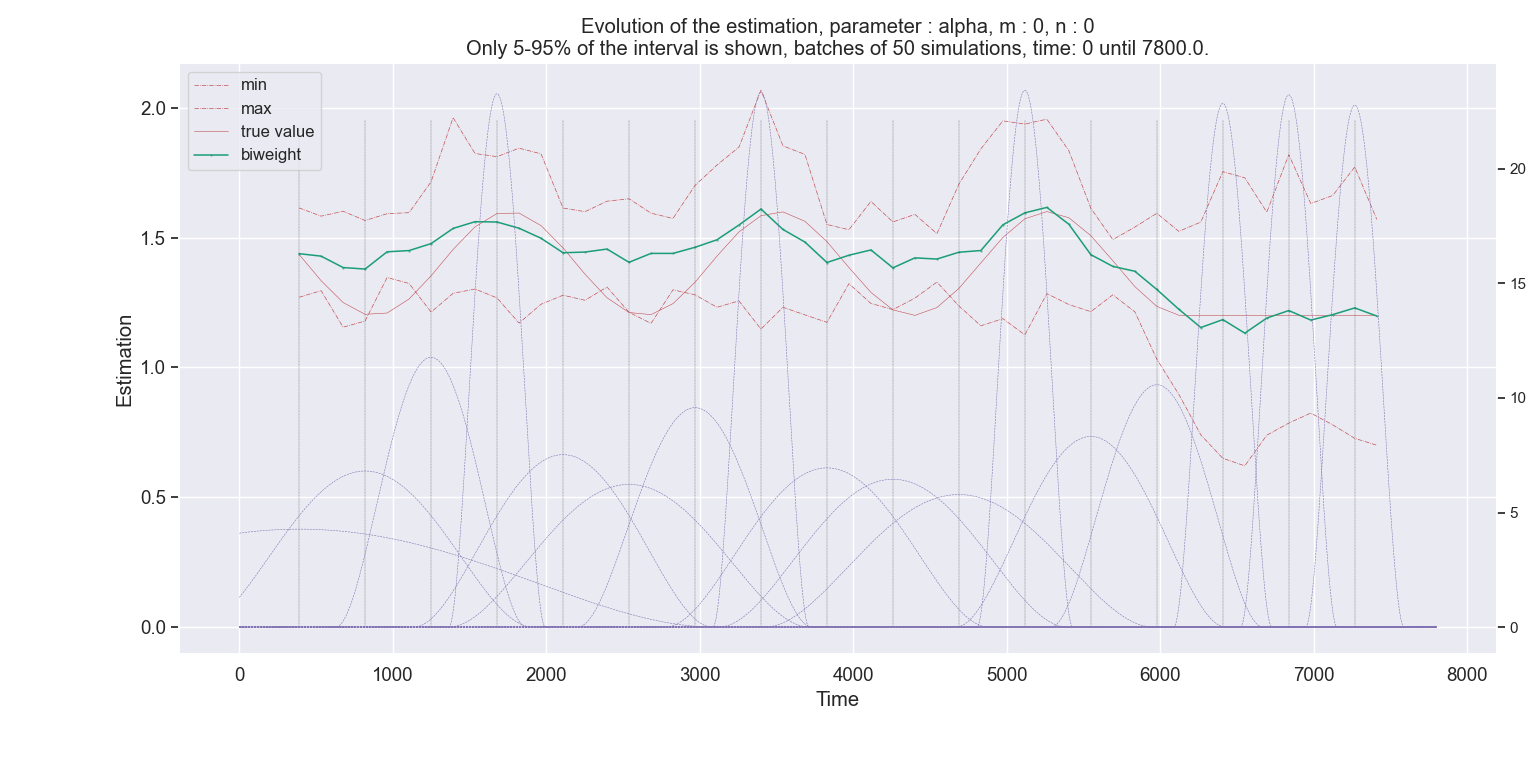 Evolution of the estimation, parameter : alpha, m : 0, n : 0
Only 5-95% of the interval is shown, batches of 50 simulations, time: 0 until 7800.0.
min
max
true value
biweight
2.0
1.5
1.0
0.5
0.0
Estimation
20
15
10
5
0
0 1000 2000 3000 4000 5000 6000 7000 8000
Time